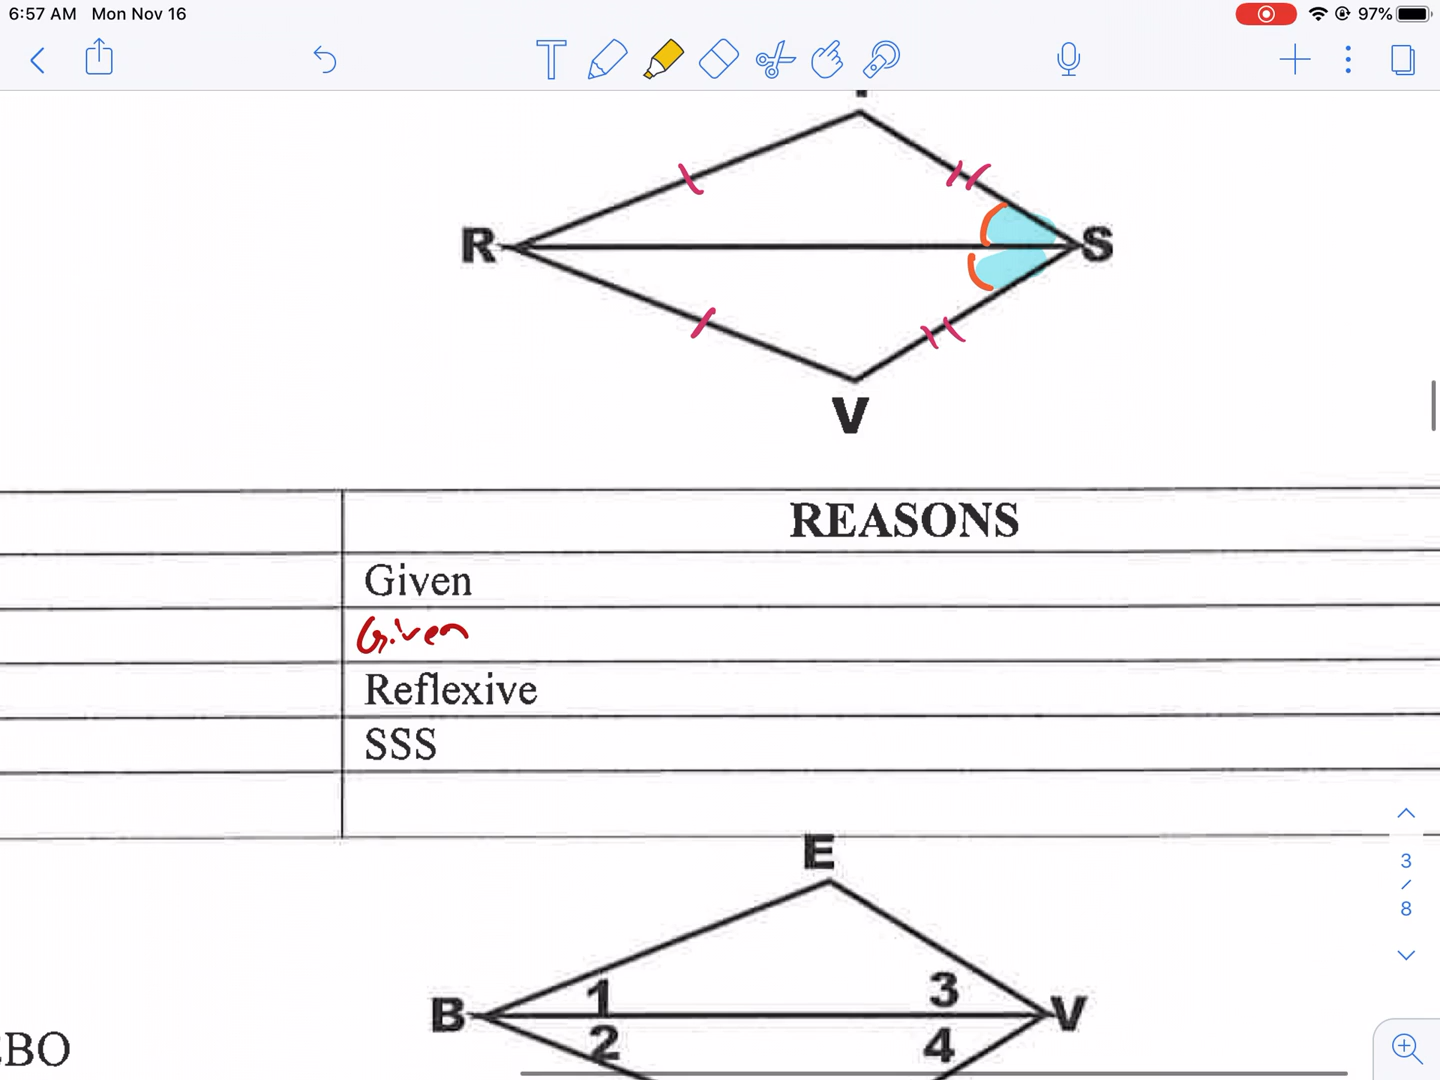 6:57 AM Mon Nov 16 97%
T
R S
V
REASONS
Given
Given
Reflexive
SSS
3
/
8
E
1 3
B V
2 4
BO